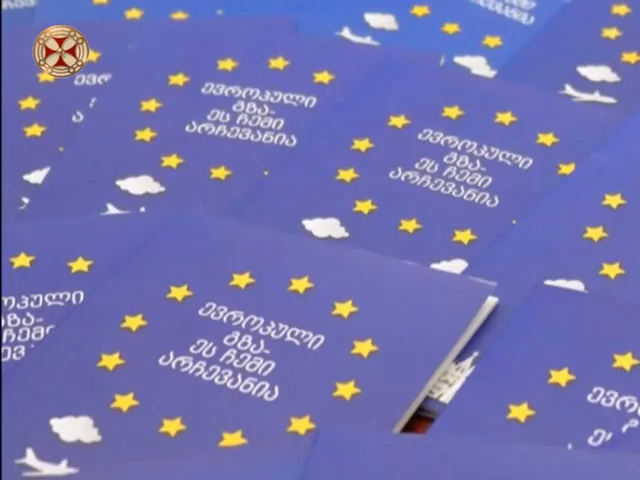 ევროპული
გზა-
ეს ჩემი
არჩევანია
ევროპული
გზა-
ეს ჩემი
არჩევანია
ევროპული
გზა-
ეს ჩემი
არჩევანია